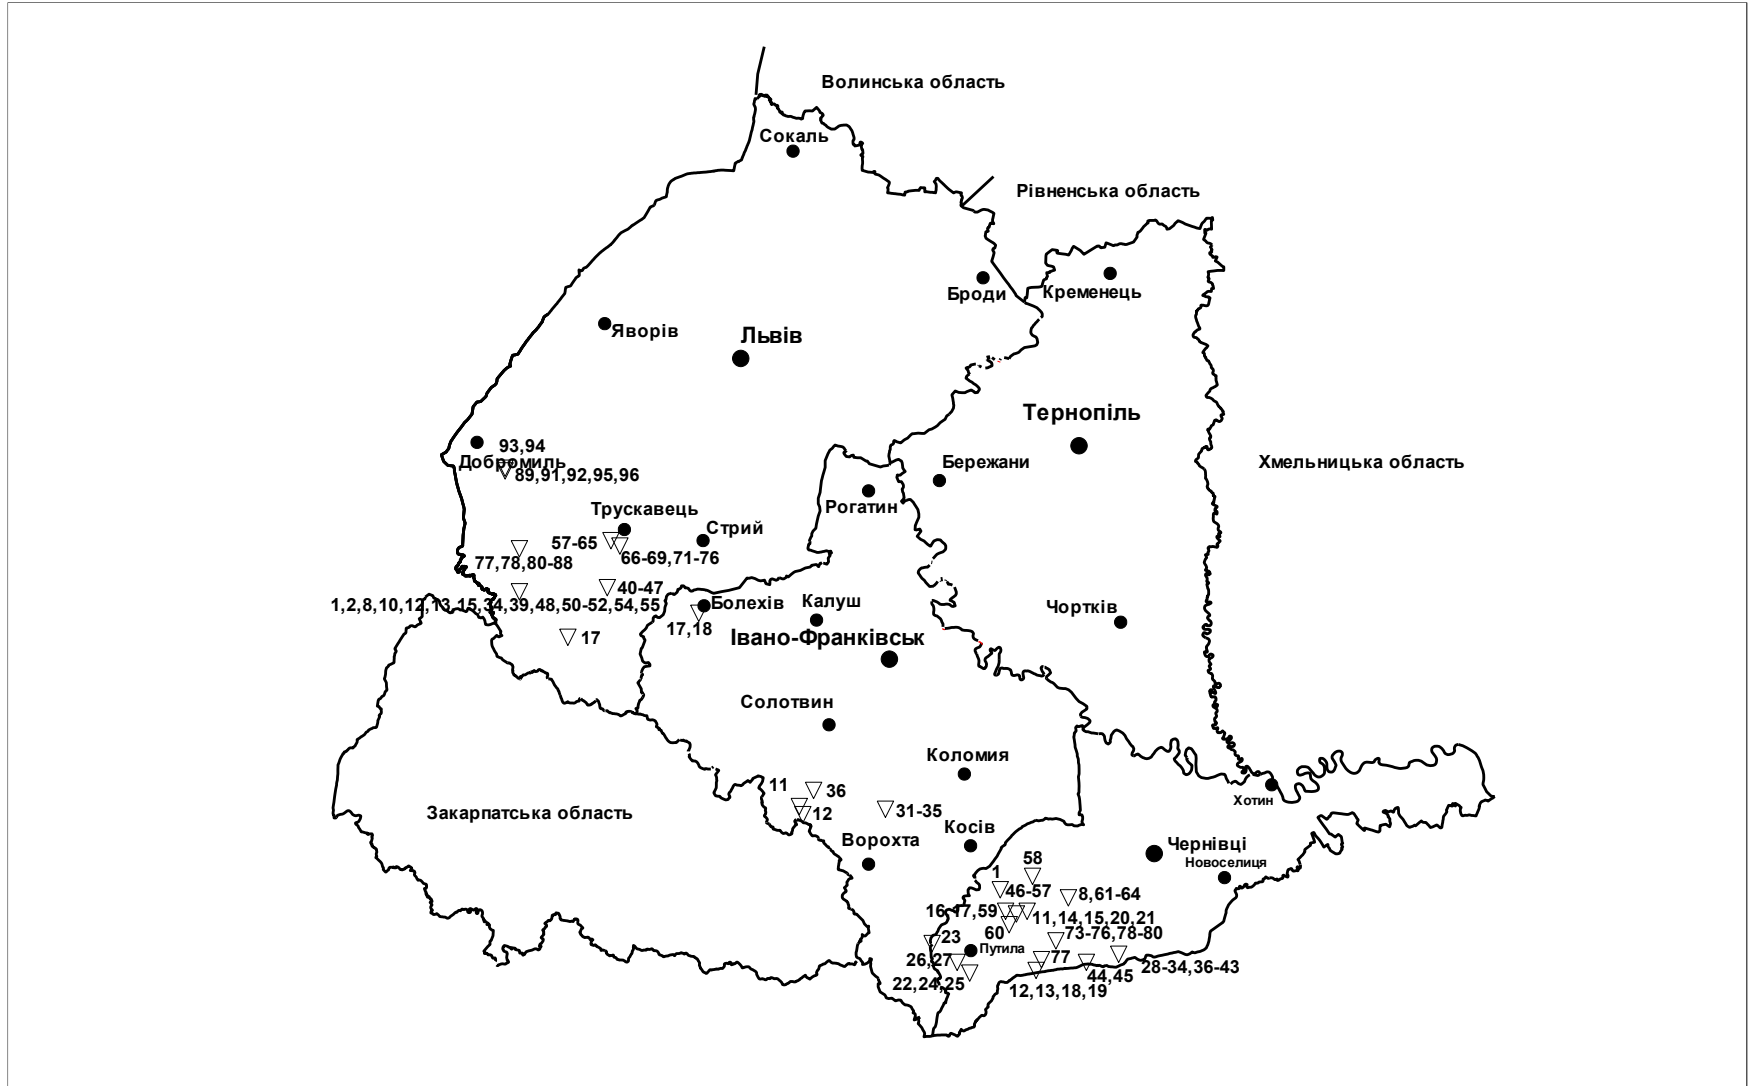 Волинська область
Сокаль
Рівненська область
Броди
Кременець
Яворів
Львів
Тернопіль
93,94
Добромиль
89,91,92,95,96
Бережани
Хмельницька область
Рогатин
Трускавець
Стрий
57-65
66-69,71-76
77,78,80-88
40-47
1,2,8,10,12,13,15,34,39,48,50-52,54,55
Болехів
Калуш
Чортків
17,18
17
Івано-Франківськ
Солотвин
Коломия
11
36
12
31-35
Хотин
Закарпатська область
Косів
Ворохта
Чернівці
Новоселиця
58
1
46-57
8,61-64
16-17,59
11,14,15,20,21
60
73-76,78-80
23
Путила
26,27
77
28-34,36-43
22,24,25
44,45
12,13,18,19